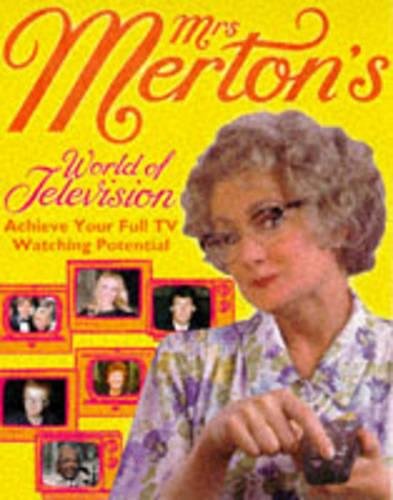 Mrs
Merton's
World of
Television
Achieve Your Full TV
Watching Potential